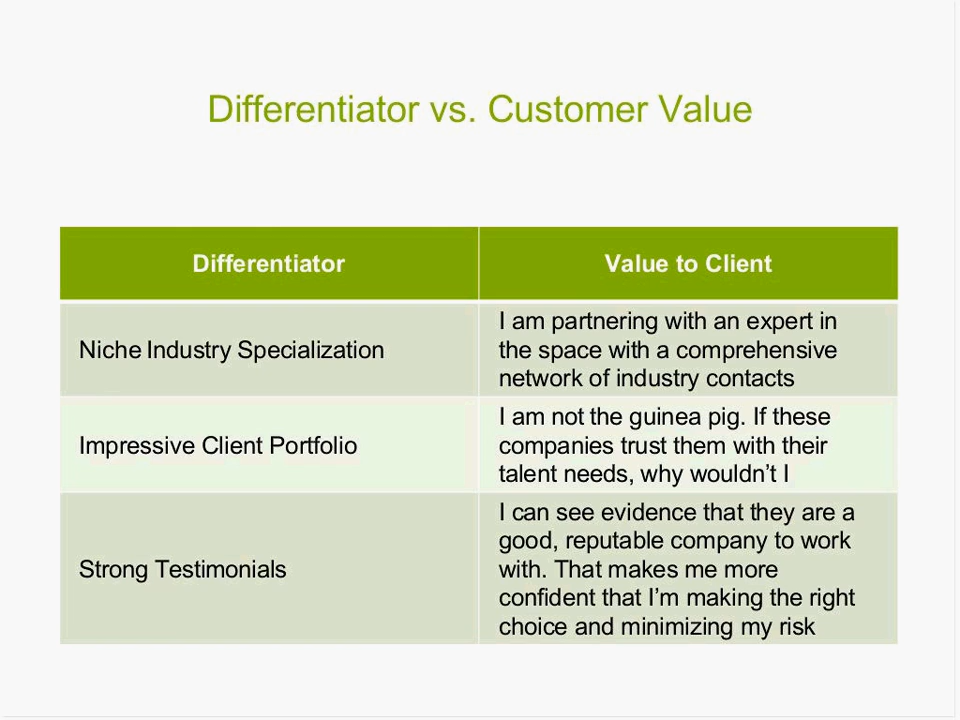 Differentiator vs. Customer Value
Differentiator
Value to Client
Niche Industry Specialization
I am partnering with an expert in
the space with a comprehensive
network of industry contacts
Impressive Client Portfolio
I am not the guinea pig. If these
companies trust them with their
talent needs, why wouldn’t I
Strong Testimonials
I can see evidence that they are a
good, reputable company to work
with. That makes me more
confident that I’m making the right
choice and minimizing my risk